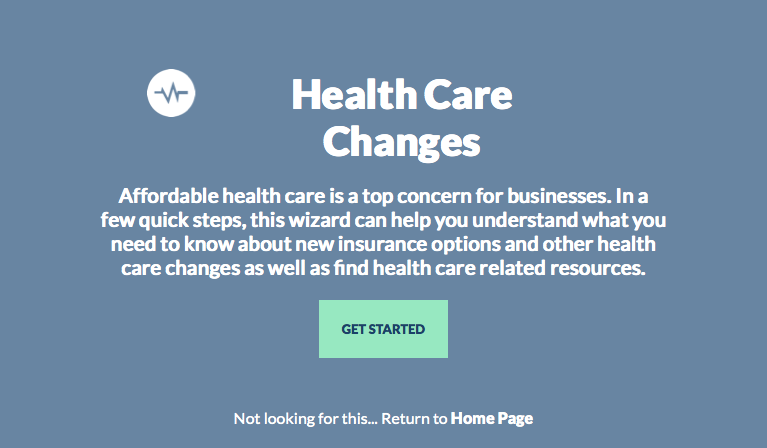 Health Care
Changes
Affordable health care is a top concern for businesses. In a
few quick steps, this wizard can help you understand what you
need to know about new insurance options and other health
care changes as well as find health care related resources.
GET STARTED
Not looking for this... Return to Home Page